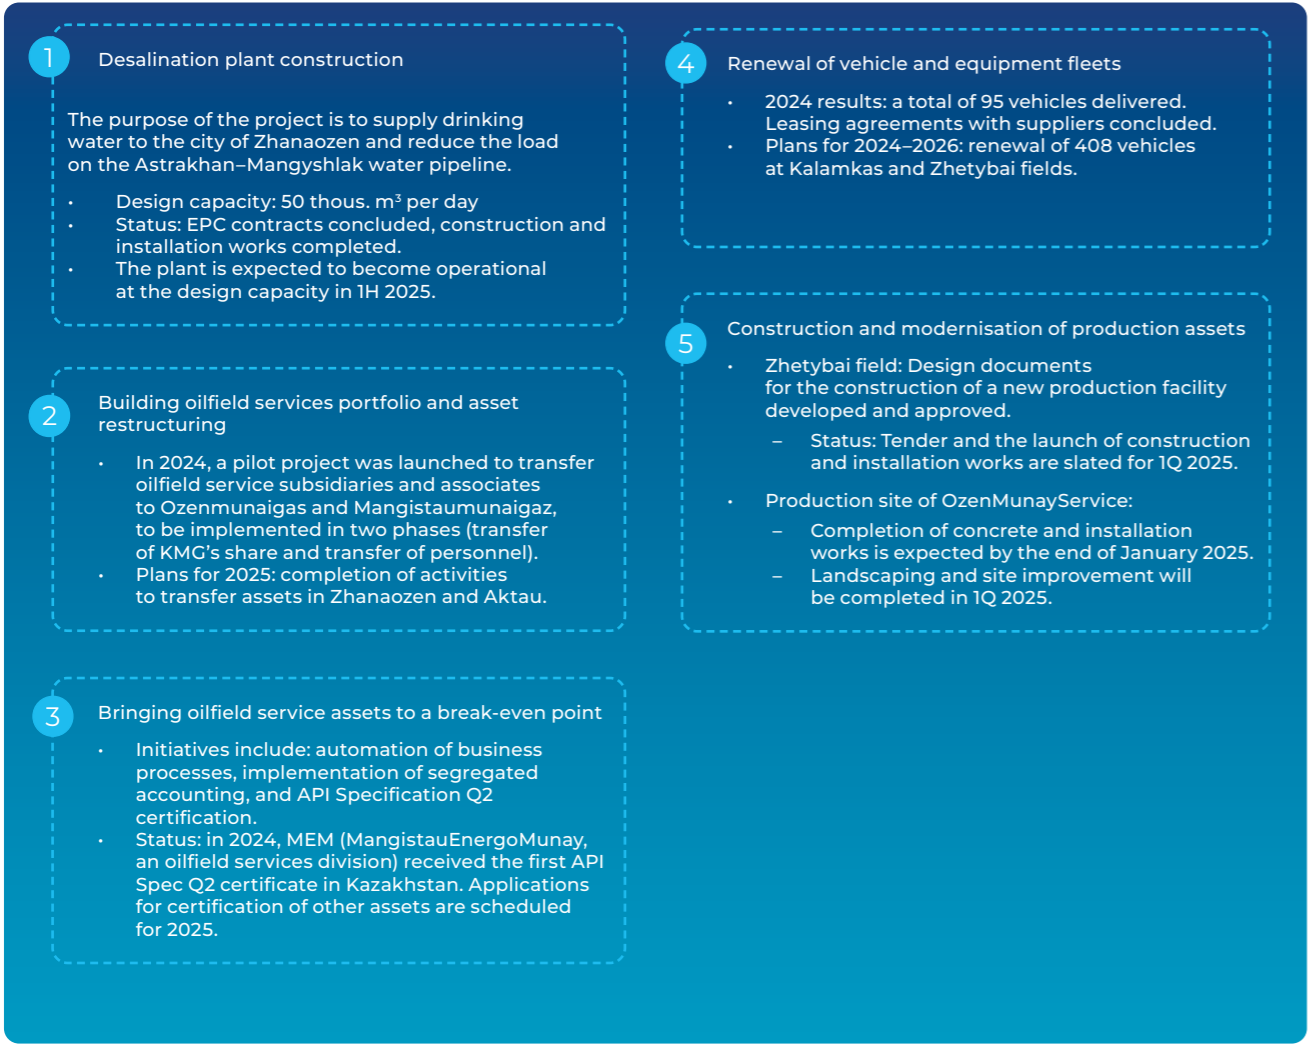 1
Desalination plant construction
The purpose of the project is to supply drinking
water to the city of Zhanaozen and reduce the load
on the Astrakhan–Mangyshlak water pipeline.
• Design capacity: 50 thous. m³ per day
• Status: EPC contracts concluded, construction and
installation works completed.
• The plant is expected to become operational
at the design capacity in 1H 2025.
2
Building oilfield services portfolio and asset
restructuring
• In 2024, a pilot project was launched to transfer
oilfield service subsidiaries and associates
to Ozenmunaigas and Mangistaumunaigaz,
to be implemented in two phases (transfer
of KMG’s share and transfer of personnel).
• Plans for 2025: completion of activities
to transfer assets in Zhanaozen and Aktau.
3
Bringing oilfield service assets to a break-even point
• Initiatives include: automation of business
processes, implementation of segregated
accounting, and API Specification Q2
certification.
• Status: in 2024, MEM (MangistauEnergoMunay,
an oilfield services division) received the first API
Spec Q2 certificate in Kazakhstan. Applications
for certification of other assets are scheduled
for 2025.
4
Renewal of vehicle and equipment fleets
• 2024 results: a total of 95 vehicles delivered.
Leasing agreements with suppliers concluded.
• Plans for 2024–2026: renewal of 408 vehicles
at Kalamkas and Zhetybai fields.
5
Construction and modernisation of production assets
• Zhetybai field: Design documents
for the construction of a new production facility
developed and approved.
– Status: Tender and the launch of construction
and installation works are slated for 1Q 2025.
• Production site of OzenMunayService:
– Completion of concrete and installation
works is expected by the end of January 2025.
– Landscaping and site improvement will
be completed in 1Q 2025.